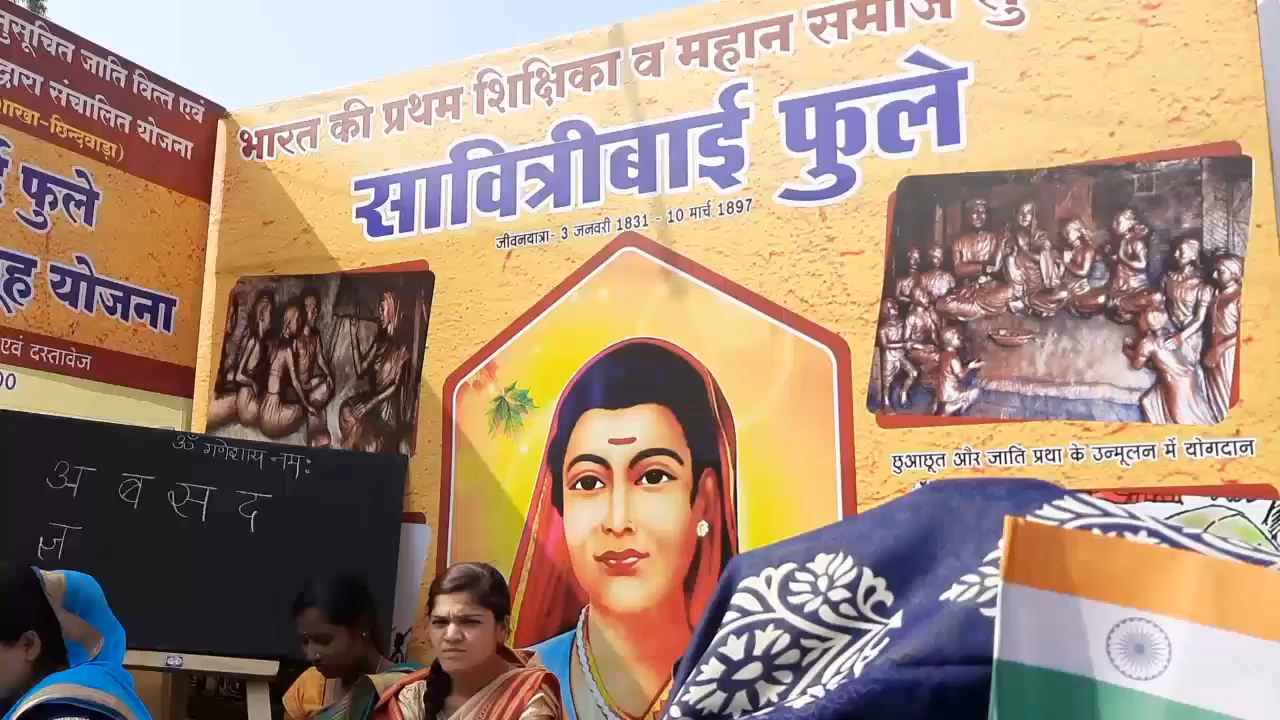 जाति वित्त एवं
द्वारा संचालित योजना
शाखा-छिन्दवाड़ा)
फुले
योजना
एवं दस्तावेज
भारत की प्रथम शिक्षिका व महान समाज
सावित्रीबाई फुले
जीवनयात्रा- 3 जनवरी 1831 - 10 मार्च 1897
छुआछूत और जाति प्रथा के उन्मूलन में योगदान
ॐ गणेशाय नमः
अ ब स द
ज